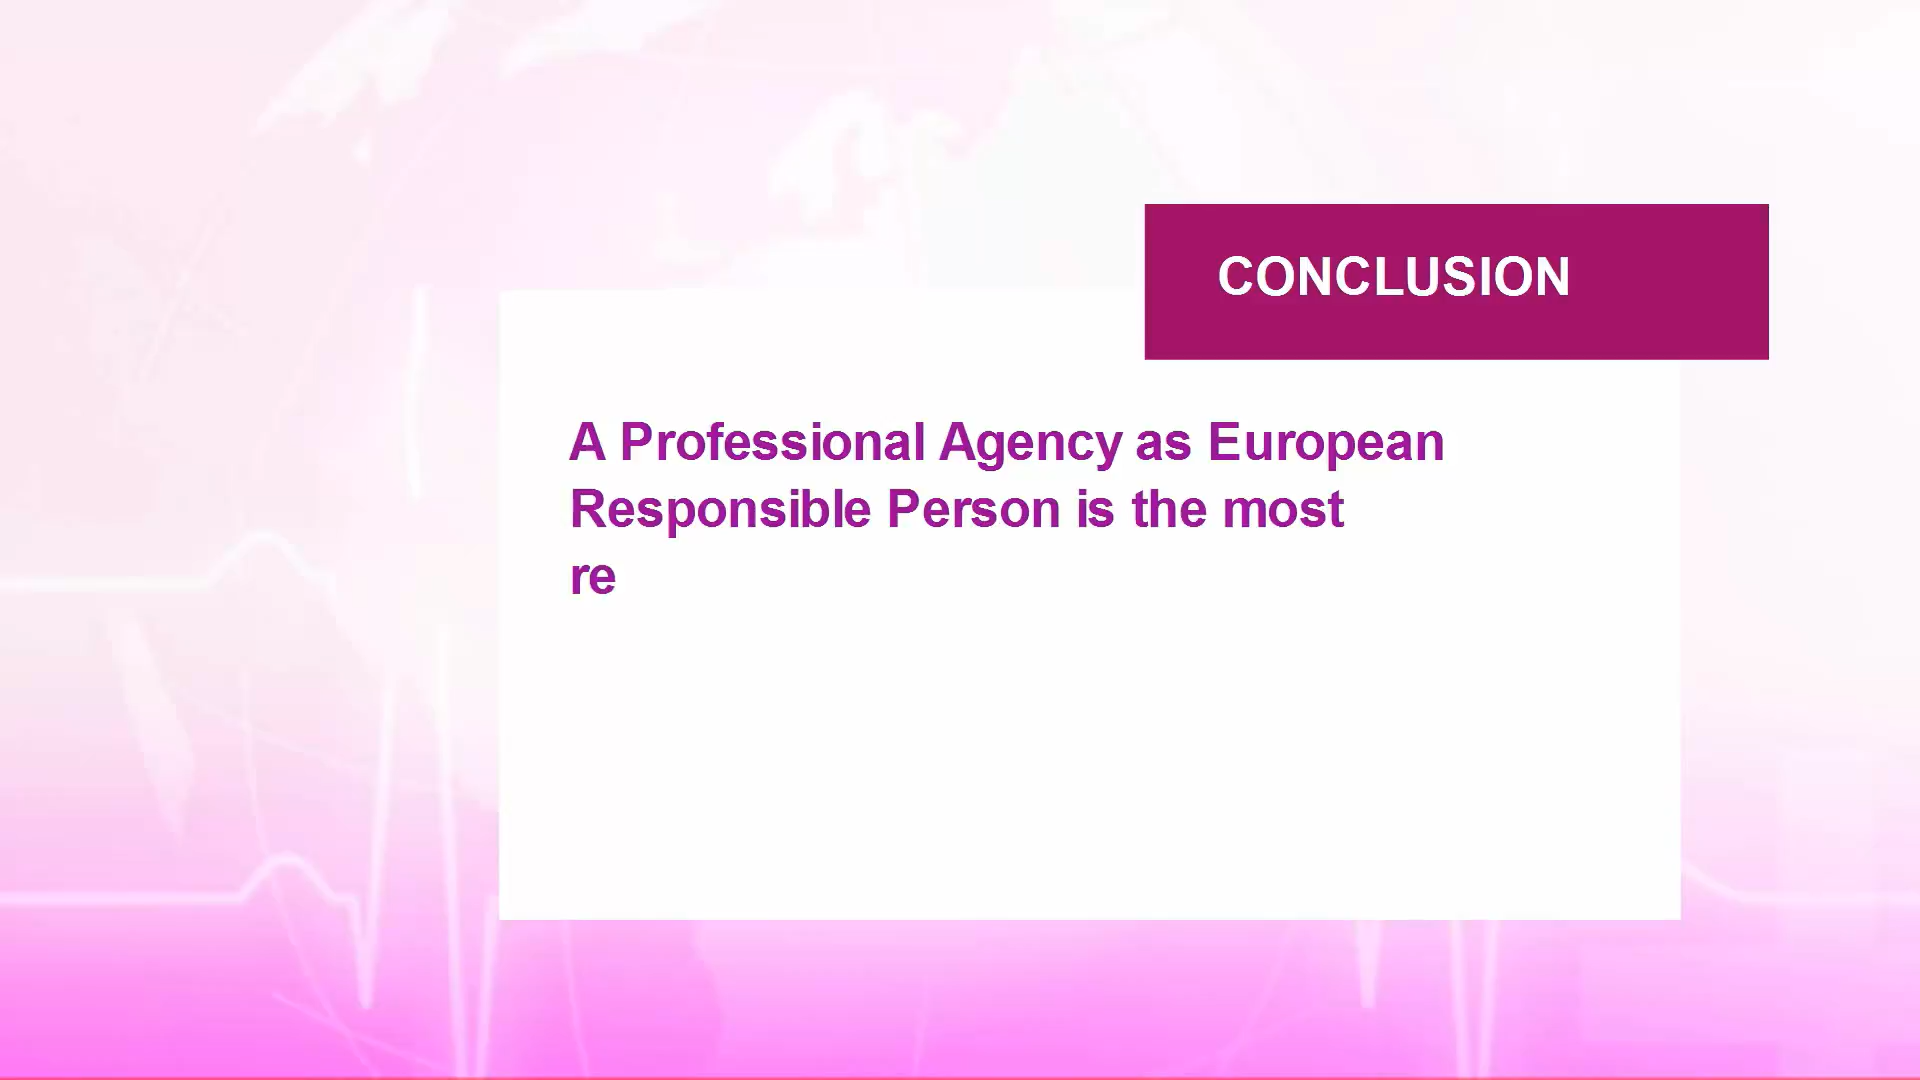 CONCLUSION
A Professional Agency as European
Responsible Person is the most
re